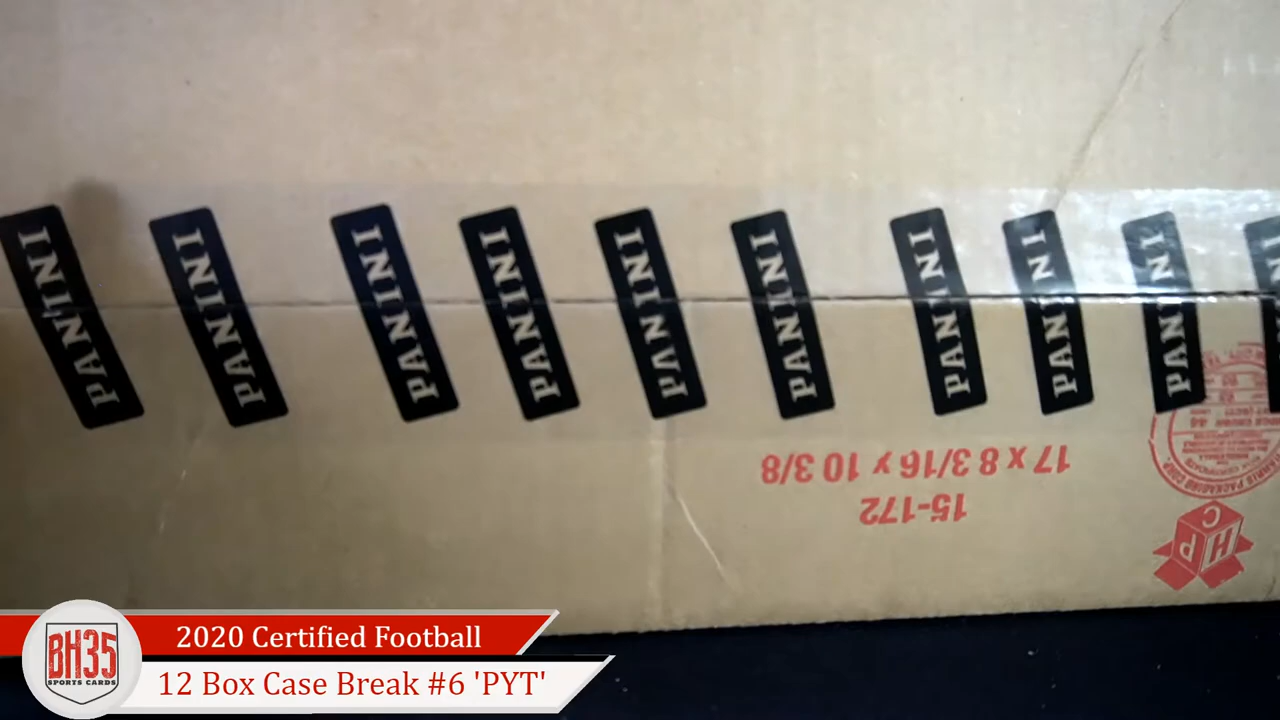 PANINI PANINI PANINI PANINI PANINI PANINI PANINI PANINI PANINI
17 x 8 3/16 x 10 3/8
15-172
HPC
BH35
SPORTS CARDS
2020 Certified Football
12 Box Case Break #6 'PYT'